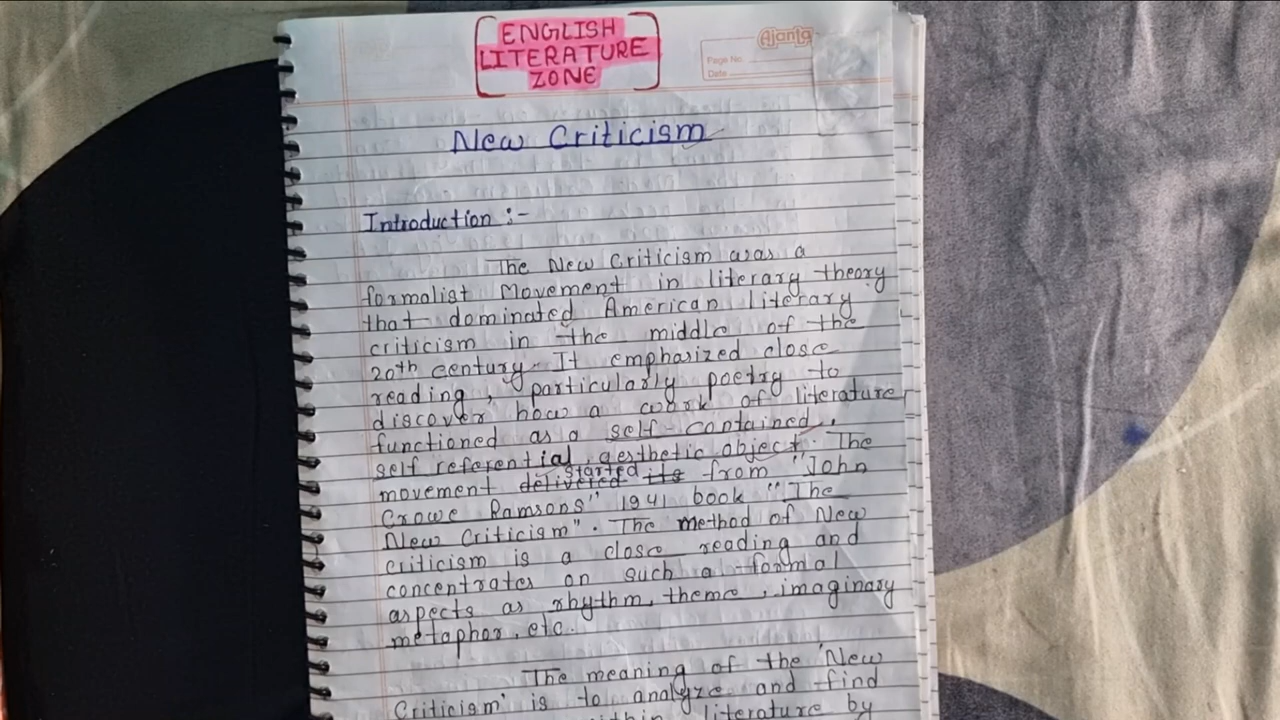 ENGLISH
LITERATURE
ZONE
Ajanta
Page No.
Date
New Criticism
Introduction :-
The New Criticism was a
formalist Movement in literary theory
that dominated American literary
criticism in the middle of the
20th century. It emphasized close
reading, particularly poetry to
discover how a work of literature
functioned as a self-contained,
self referential aesthetic object. The
started
movement delivered its from "John
Crowe Ramsons" 1941 book "The
New Criticism". The method of New
criticism is a close reading and
concentrates on such a formal
aspects as rhythm, theme, imaginary
metaphor, etc.
The meaning of the 'New
Criticism' is to analyze and find
literature by